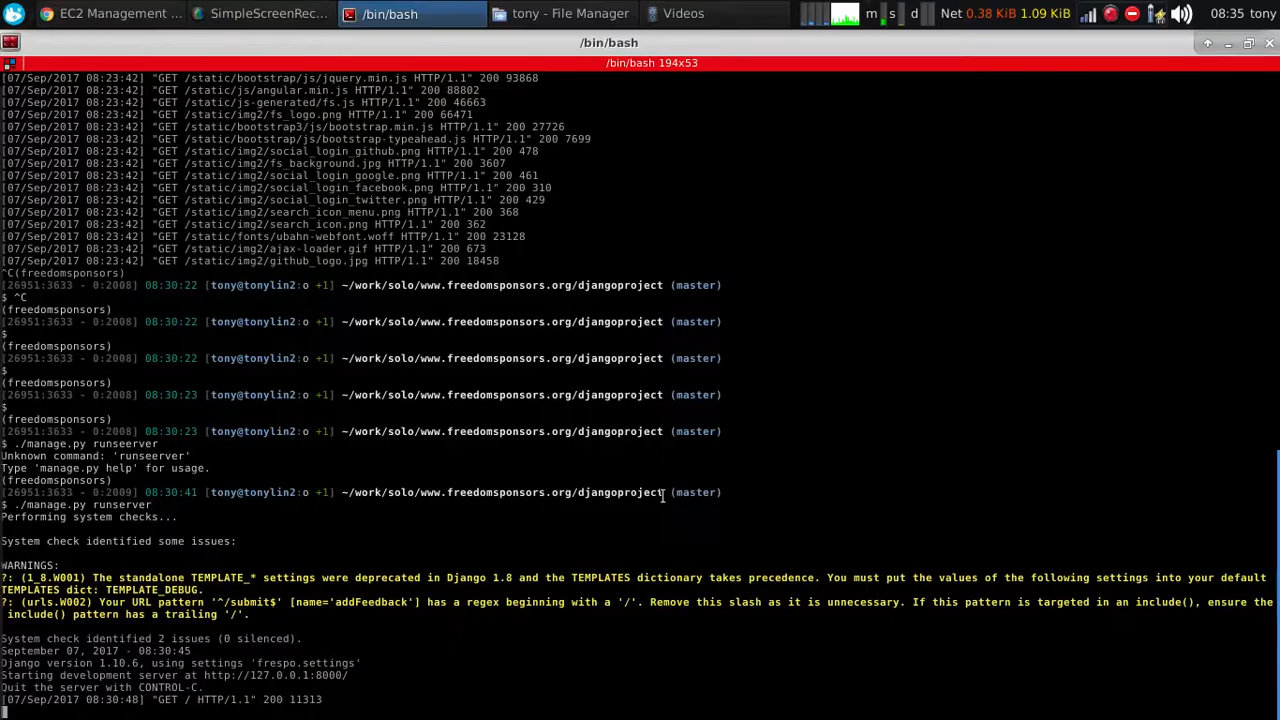 EC2 Management ...
SimpleScreenRec...
/bin/bash
tony - File Manager
Videos
m s d
Net 0.38 KiB 1.09 KiB
08:35 tony
/bin/bash
/bin/bash 194x53
[07/Sep/2017 08:23:42] "GET /static/bootstrap/js/jquery.min.js HTTP/1.1" 200 93868
[07/Sep/2017 08:23:42] "GET /static/js/angular.min.js HTTP/1.1" 200 88802
[07/Sep/2017 08:23:42] "GET /static/js-generated/fs.js HTTP/1.1" 200 46663
[07/Sep/2017 08:23:42] "GET /static/img2/fs_logo.png HTTP/1.1" 200 66471
[07/Sep/2017 08:23:42] "GET /static/bootstrap3/js/bootstrap.min.js HTTP/1.1" 200 27726
[07/Sep/2017 08:23:42] "GET /static/bootstrap/js/bootstrap-typeahead.js HTTP/1.1" 200 7699
[07/Sep/2017 08:23:42] "GET /static/img2/social_login_github.png HTTP/1.1" 200 478
[07/Sep/2017 08:23:42] "GET /static/img2/fs_background.jpg HTTP/1.1" 200 3607
[07/Sep/2017 08:23:42] "GET /static/img2/social_login_google.png HTTP/1.1" 200 461
[07/Sep/2017 08:23:42] "GET /static/img2/social_login_facebook.png HTTP/1.1" 200 310
[07/Sep/2017 08:23:42] "GET /static/img2/social_login_twitter.png HTTP/1.1" 200 429
[07/Sep/2017 08:23:42] "GET /static/img2/search_icon_menu.png HTTP/1.1" 200 368
[07/Sep/2017 08:23:42] "GET /static/img2/search_icon.png HTTP/1.1" 200 362
[07/Sep/2017 08:23:42] "GET /static/fonts/ubahn-webfont.woff HTTP/1.1" 200 23128
[07/Sep/2017 08:23:42] "GET /static/img2/ajax-loader.gif HTTP/1.1" 200 673
[07/Sep/2017 08:23:42] "GET /static/img2/github_logo.jpg HTTP/1.1" 200 18458
^C(freedomsponsors)
[26951:3633 - 0:2008] 08:30:22 [tony@tonylin2:o +1] ~/work/solo/www.freedomsponsors.org/djangoproject (master)
$ ^C
(freedomsponsors)
[26951:3633 - 0:2008] 08:30:22 [tony@tonylin2:o +1] ~/work/solo/www.freedomsponsors.org/djangoproject (master)
$
(freedomsponsors)
[26951:3633 - 0:2008] 08:30:22 [tony@tonylin2:o +1] ~/work/solo/www.freedomsponsors.org/djangoproject (master)
$
(freedomsponsors)
[26951:3633 - 0:2008] 08:30:23 [tony@tonylin2:o +1] ~/work/solo/www.freedomsponsors.org/djangoproject (master)
$
(freedomsponsors)
[26951:3633 - 0:2008] 08:30:23 [tony@tonylin2:o +1] ~/work/solo/www.freedomsponsors.org/djangoproject (master)
$ ./manage.py runseerver
Unknown command: 'runseerver'
Type 'manage.py help' for usage.
(freedomsponsors)
[26951:3633 - 0:2009] 08:30:41 [tony@tonylin2:o +1] ~/work/solo/www.freedomsponsors.org/djangoproject (master)
$ ./manage.py runserver
Performing system checks...
System check identified some issues:
WARNINGS:
?: (1_8.W001) The standalone TEMPLATE_* settings were deprecated in Django 1.8 and the TEMPLATES dictionary takes precedence. You must put the values of the following settings into your default
TEMPLATES dict: TEMPLATE_DEBUG.
?: (urls.W002) Your URL pattern '^/submit$' [name='addFeedback'] has a regex beginning with a '/'. Remove this slash as it is unnecessary. If this pattern is targeted in an include(), ensure the
include() pattern has a trailing '/'.
System check identified 2 issues (0 silenced).
September 07, 2017 - 08:30:45
Django version 1.10.6, using settings 'frespo.settings'
Starting development server at http://127.0.0.1:8000/
Quit the server with CONTROL-C.
[07/Sep/2017 08:30:48] "GET / HTTP/1.1" 200 11313